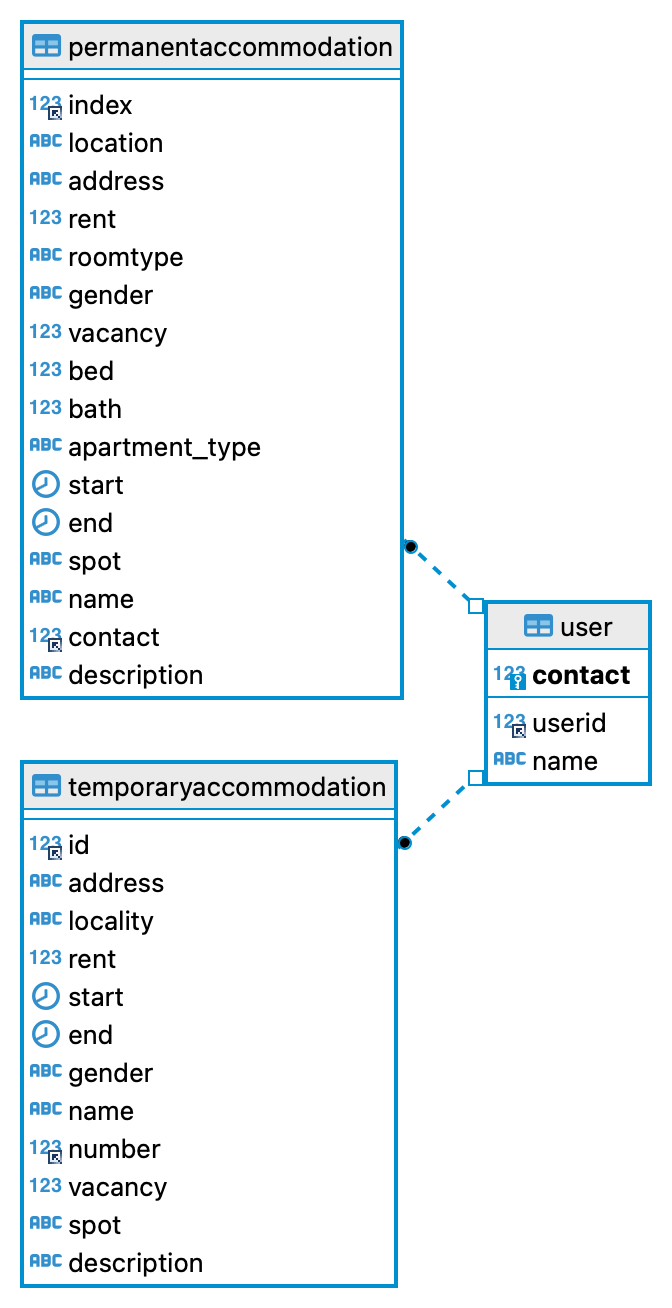 permanentaccommodation
123 index
ABC location
ABC address
123 rent
ABC roomtype
ABC gender
123 vacancy
123 bed
123 bath
ABC apartment_type
start
end
ABC spot
ABC name
123 contact
ABC description
user
123 contact
123 userid
ABC name
temporaryaccommodation
123 id
ABC address
ABC locality
123 rent
start
end
ABC gender
ABC name
123 number
123 vacancy
ABC spot
ABC description